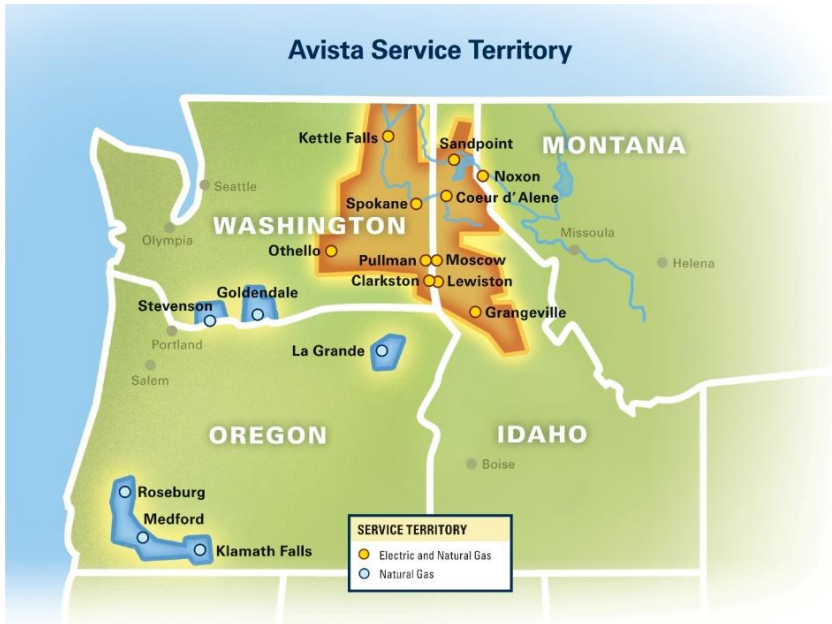 Avista Service Territory
Kettle Falls
Sandpoint
MONTANA
Noxon
Seattle
Spokane
Coeur d'Alene
WASHINGTON
Olympia
Othello
Missoula
Pullman
Moscow
Helena
Clarkston
Lewiston
Goldendale
Stevenson
Grangeville
Portland
La Grande
Salem
OREGON
IDAHO
Boise
Roseburg
Medford
Klamath Falls
SERVICE TERRITORY
Electric and Natural Gas
Natural Gas